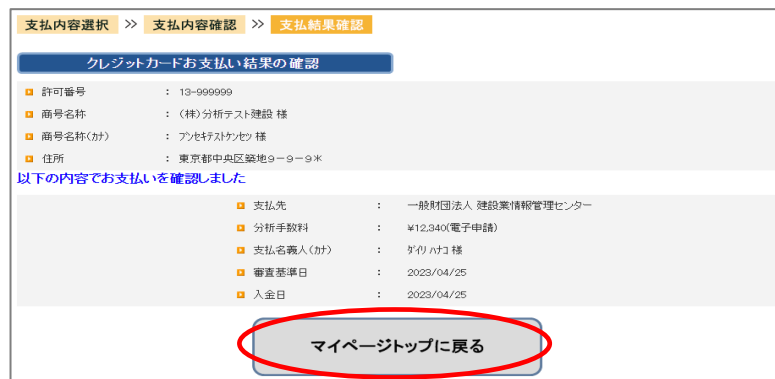 支払内容選択 >> 支払内容確認 >> 支払結果確認
クレジットカードお支払い結果の確認
許可番号 : 13-999999
商号名称 : (株)分析テスト建設 様
商号名称(カナ) : ブンセキテストケンセツ 様
住所 : 東京都中央区築地9-9-9*
以下の内容でお支払いを確認しました
支払先 : 一般財団法人 建設業情報管理センター
分析手数料 : ¥12,340(電子申請)
支払名義人(カナ) : ダイリ ハナコ 様
審査基準日 : 2023/04/25
入金日 : 2023/04/25
マイページトップに戻る